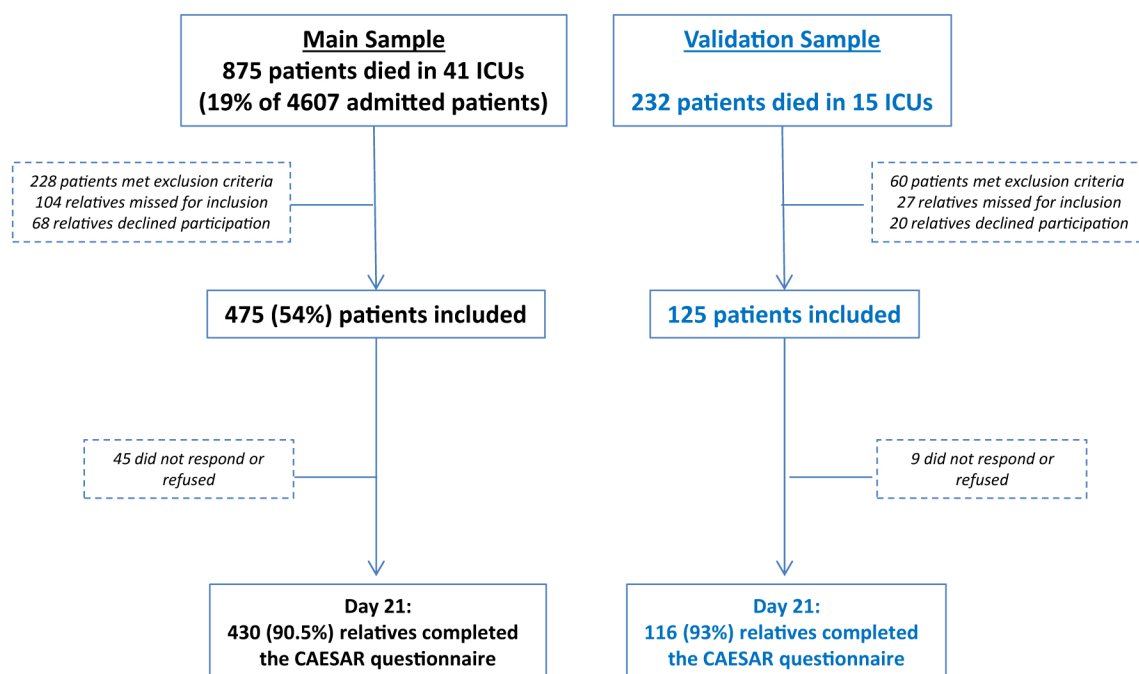 Main Sample
875 patients died in 41 ICUs
(19% of 4607 admitted patients)
Validation Sample
232 patients died in 15 ICUs
228 patients met exclusion criteria
104 relatives missed for inclusion
68 relatives declined participation
60 patients met exclusion criteria
27 relatives missed for inclusion
20 relatives declined participation
475 (54%) patients included
125 patients included
45 did not respond or
refused
9 did not respond or
refused
Day 21:
430 (90.5%) relatives completed
the CAESAR questionnaire
Day 21:
116 (93%) relatives completed
the CAESAR questionnaire